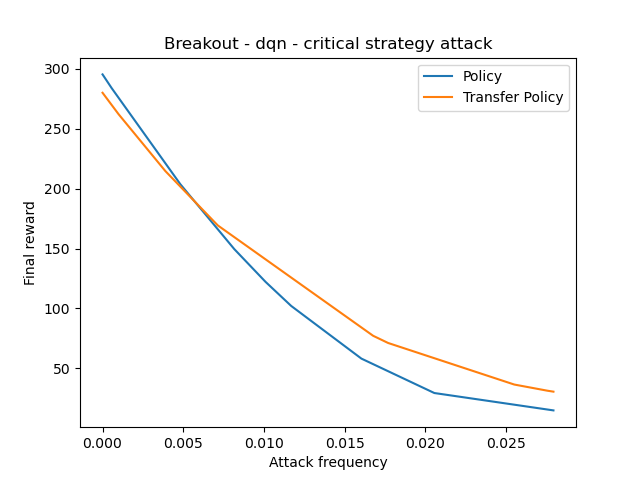 Breakout - dqn - critical strategy attack
Policy
Transfer Policy
Final reward
300
250
200
150
100
50
0.000 0.005 0.010 0.015 0.020 0.025
Attack frequency